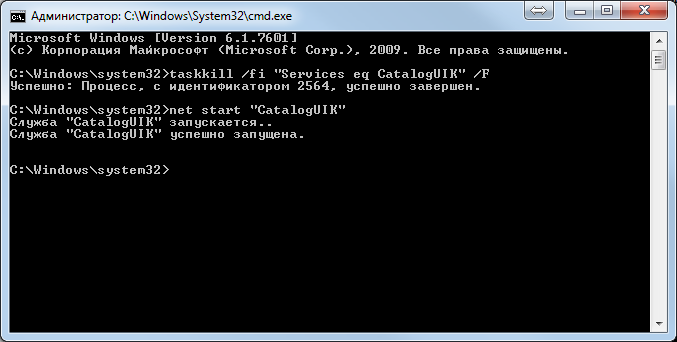 Администратор: C:\Windows\System32\cmd.exe
Microsoft Windows [Version 6.1.7601]
(c) Корпорация Майкрософт (Microsoft Corp.), 2009. Все права защищены.
C:\Windows\system32>taskkill /fi "Services eq CatalogUIK" /F
Успешно: Процесс, с идентификатором 2564, успешно завершен.
C:\Windows\system32>net start "CatalogUIK"
Служба "CatalogUIK" запускается..
Служба "CatalogUIK" успешно запущена.
C:\Windows\system32>